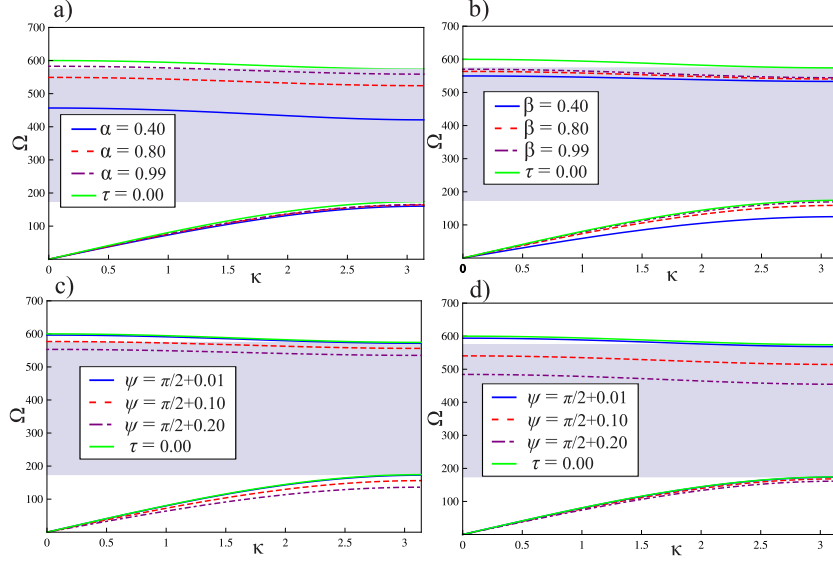 a)
700
600
500
400
300
200
100
Ω
α = 0.40
α = 0.80
α = 0.99
τ = 0.00
0 0.5 1 1.5 2 2.5 3
κ
b)
700
600
500
400
300
200
100
Ω
β = 0.40
β = 0.80
β = 0.99
τ = 0.00
0 0.5 1 1.5 2 2.5 3
κ
c)
700
600
500
400
300
200
100
Ω
ψ = π/2+0.01
ψ = π/2+0.10
ψ = π/2+0.20
τ = 0.00
0 0.5 1 1.5 2 2.5 3
κ
d)
700
600
500
400
300
200
100
Ω
ψ = π/2+0.01
ψ = π/2+0.10
ψ = π/2+0.20
τ = 0.00
0 0.5 1 1.5 2 2.5 3
κ